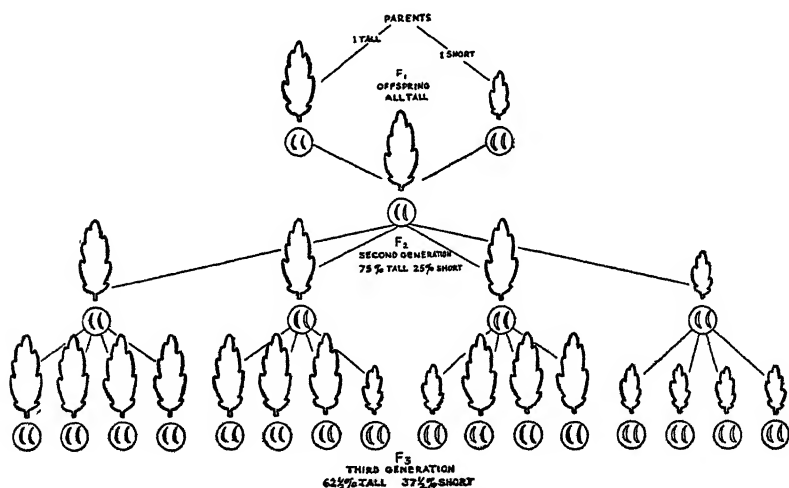 PARENTS
1 TALL
1 SHORT
F1
OFFSPRING
ALL TALL
F2
SECOND GENERATION
75% TALL 25% SHORT
F3
THIRD GENERATION
62½% TALL 37½% SHORT